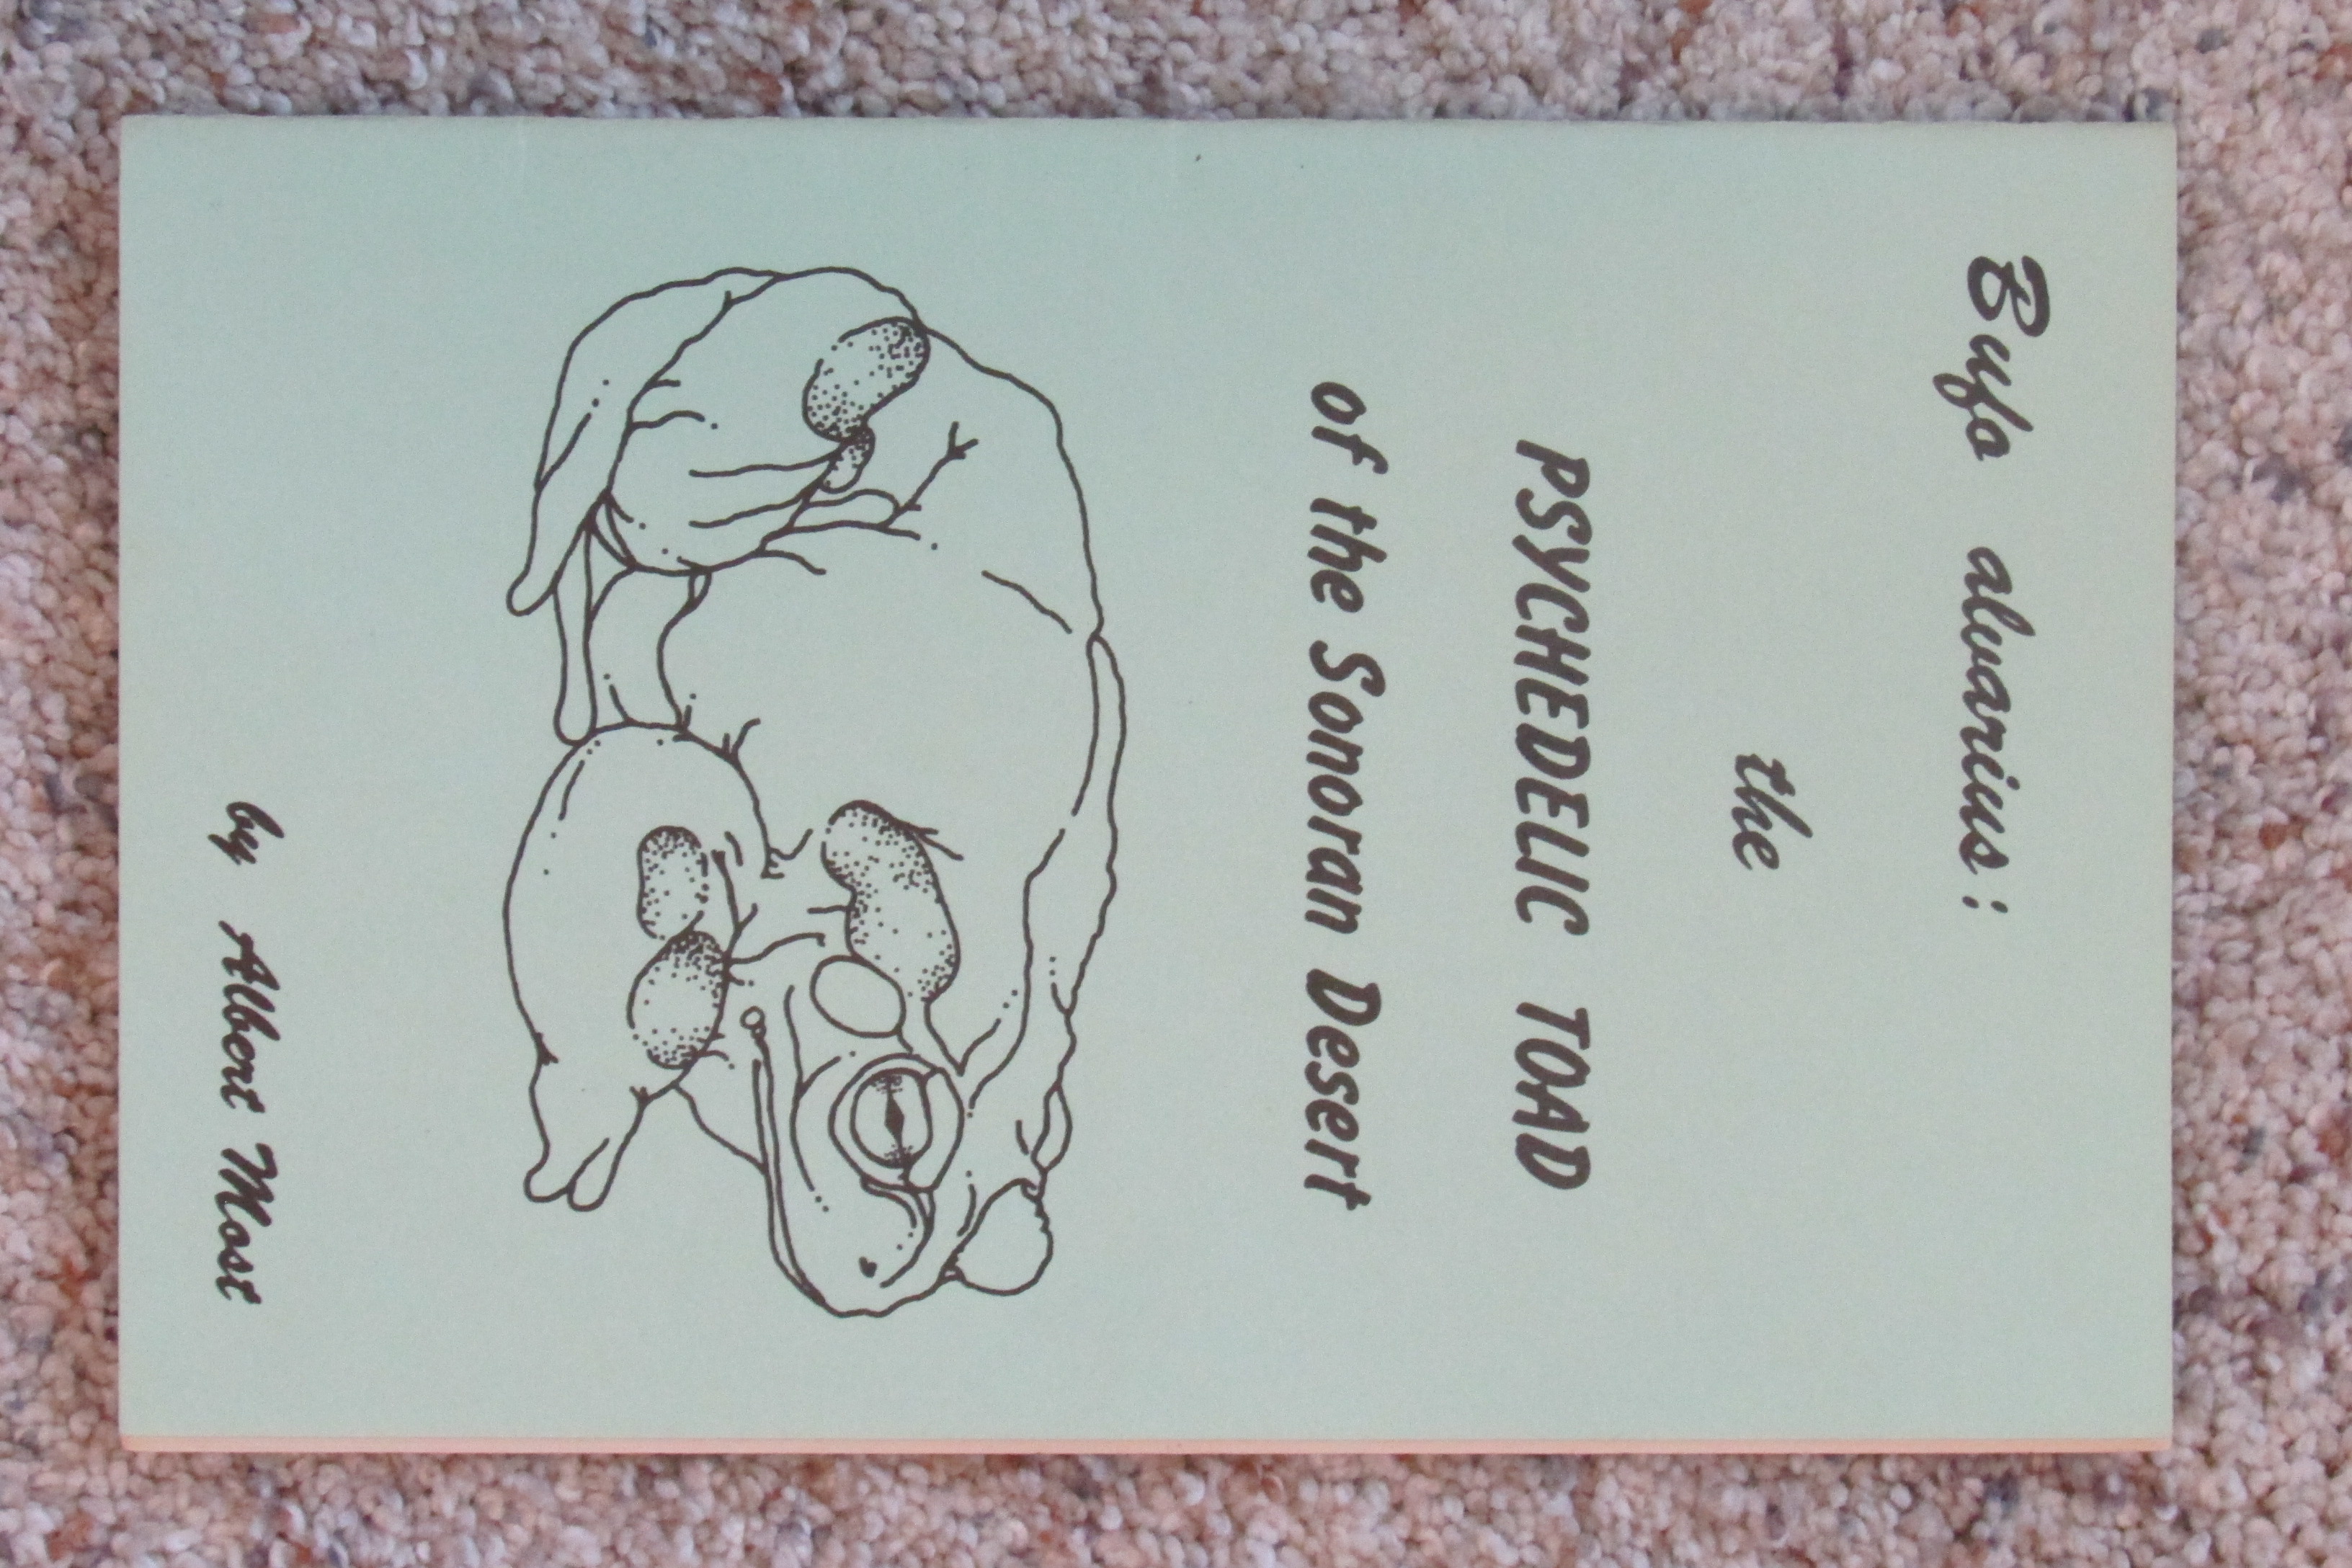 Bufo alvarius:
the
PSYCHEDELIC TOAD
of the Sonoran Desert
by Albert Most